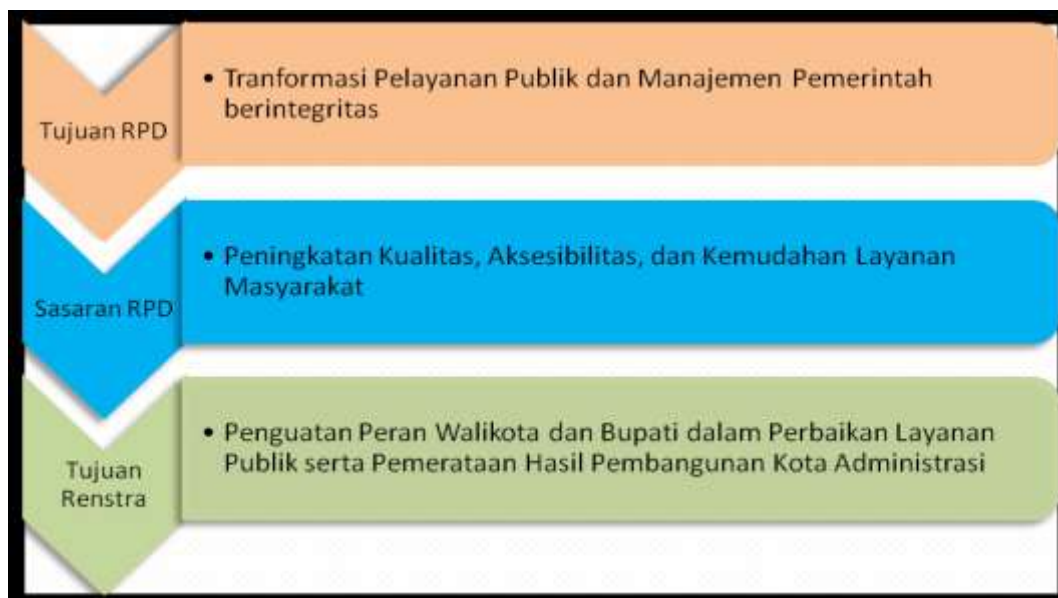 Tujuan RPD
• Tranformasi Pelayanan Publik dan Manajemen Pemerintah
berintegritas
Sasaran RPD
• Peningkatan Kualitas, Aksesibilitas, dan Kemudahan Layanan
Masyarakat
Tujuan
Renstra
• Penguatan Peran Walikota dan Bupati dalam Perbaikan Layanan
Publik serta Pemerataan Hasil Pembangunan Kota Administrasi